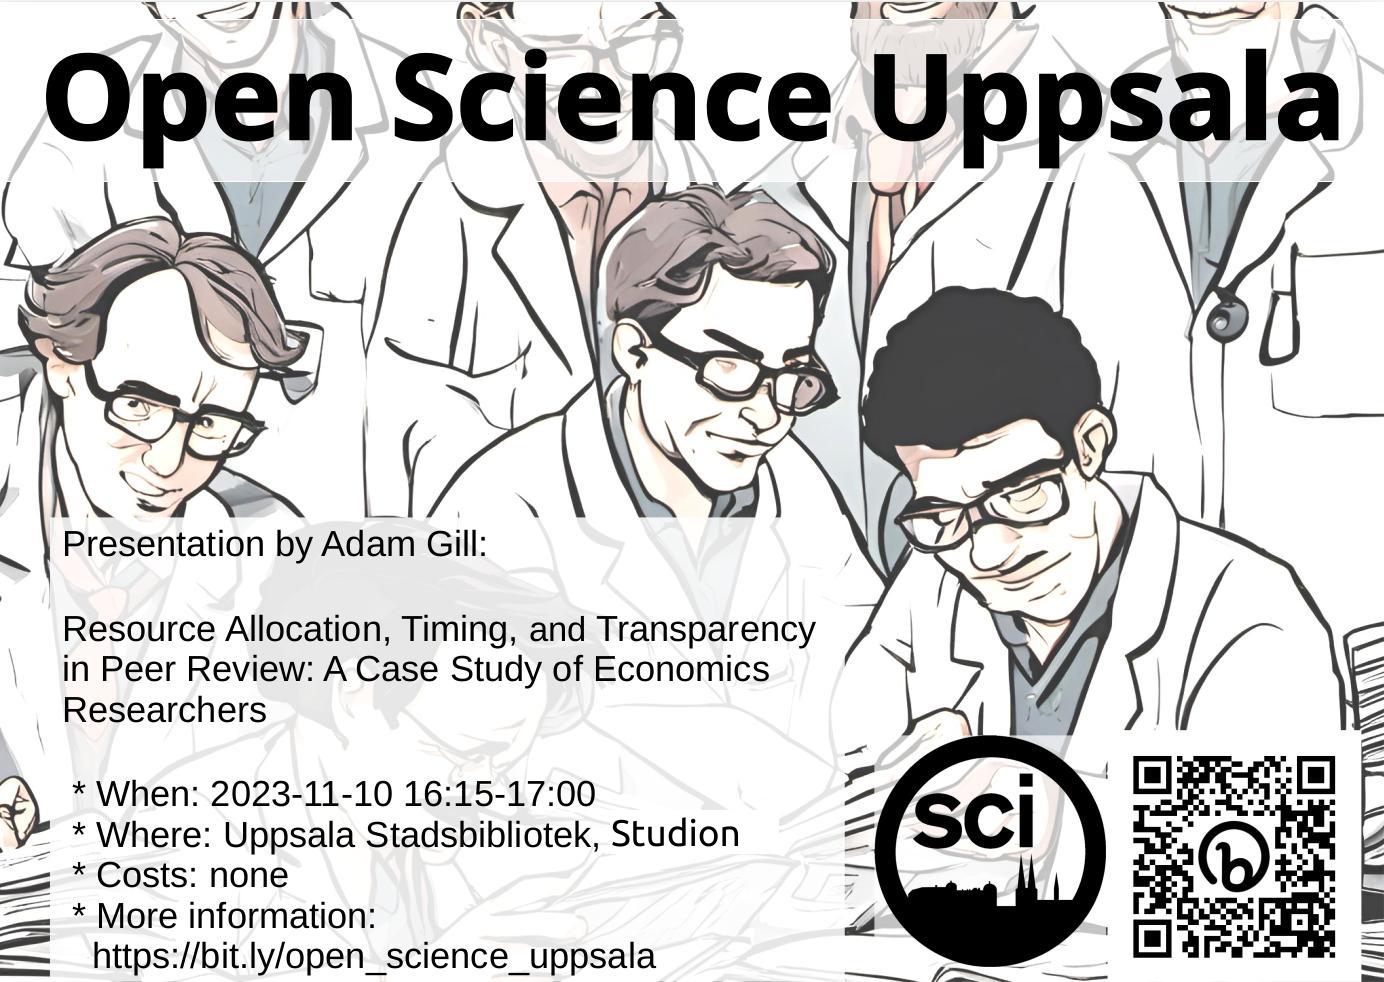 Open Science Uppsala
Presentation by Adam Gill:
Resource Allocation, Timing, and Transparency
in Peer Review: A Case Study of Economics
Researchers
* When: 2023-11-10 16:15-17:00
* Where: Uppsala Stadsbibliotek, Studion
* Costs: none
* More information:
https://bit.ly/open_science_uppsala
sci
b